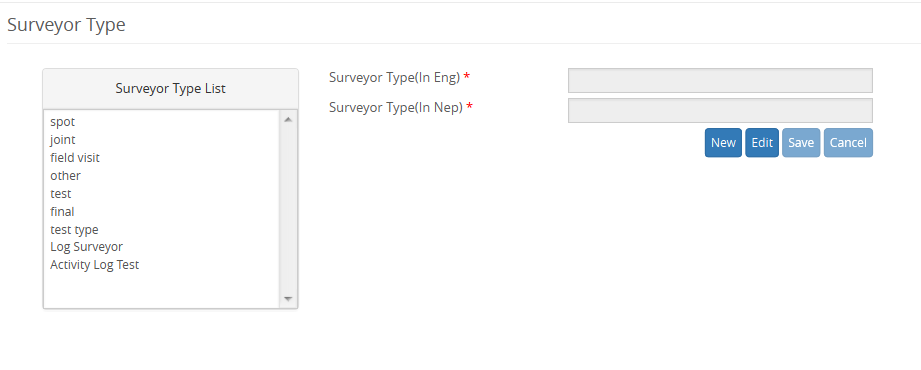 Surveyor Type
Surveyor Type List
spot
joint
field visit
other
test
final
test type
Log Surveyor
Activity Log Test
Surveyor Type(In Eng) *
Surveyor Type(In Nep) *
New Edit Save Cancel